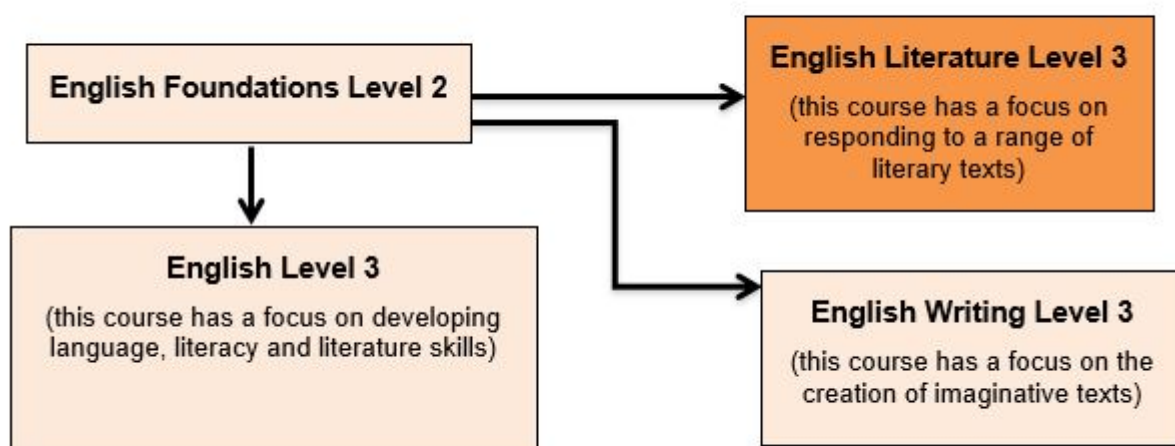 English Foundations Level 2
English Literature Level 3
(this course has a focus on
responding to a range of
literary texts)
English Level 3
(this course has a focus on developing
language, literacy and literature skills)
English Writing Level 3
(this course has a focus on the
creation of imaginative texts)